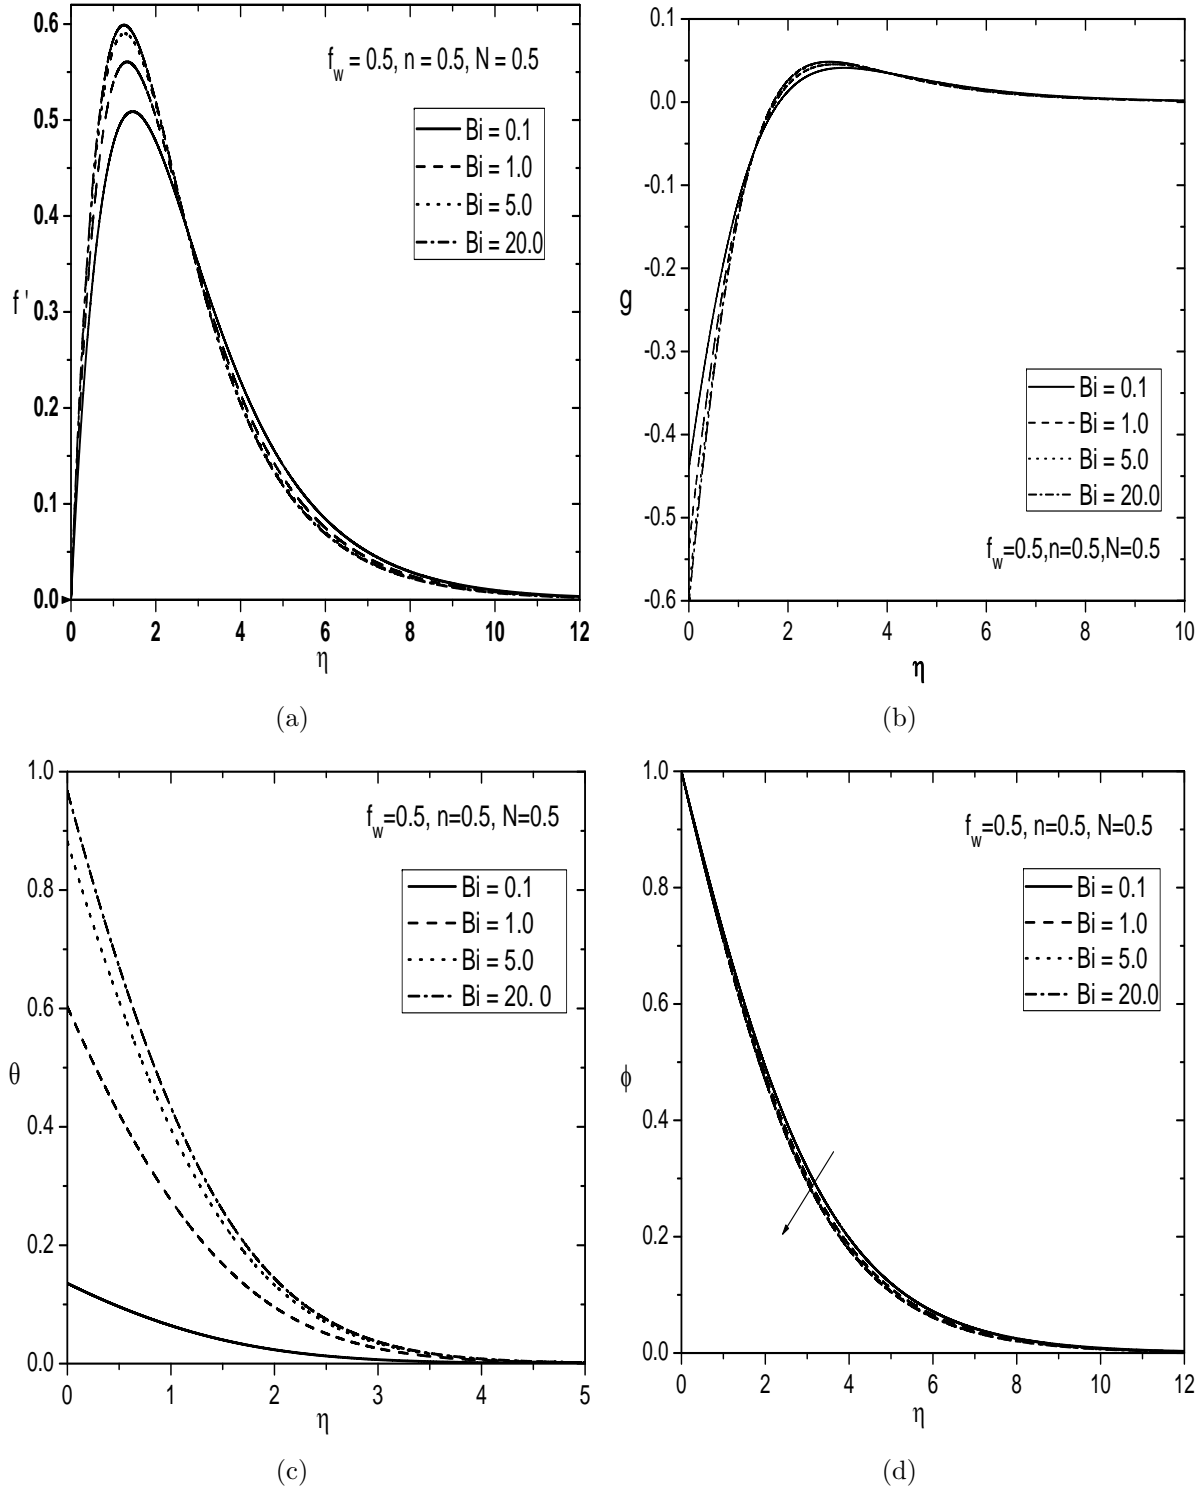 0.6
0.5
0.4
f ' 0.3
0.2
0.1
0.0
f_w = 0.5, n = 0.5, N = 0.5
Bi = 0.1
Bi = 1.0
Bi = 5.0
Bi = 20.0
0 2 4 6 8 10 12
η
(a)
0.1
0.0
-0.1
-0.2
g
-0.3
-0.4
-0.5
-0.6
Bi = 0.1
Bi = 1.0
Bi = 5.0
Bi = 20.0
f_w=0.5,n=0.5,N=0.5
0 2 4 6 8 10
η
(b)
1.0
0.8
0.6
θ
0.4
0.2
0.0
f_w=0.5, n=0.5, N=0.5
Bi = 0.1
Bi = 1.0
Bi = 5.0
Bi = 20. 0
0 1 2 3 4 5
η
(c)
1.0
0.8
0.6
ϕ
0.4
0.2
0.0
f_w=0.5, n=0.5, N=0.5
Bi = 0.1
Bi = 1.0
Bi = 5.0
Bi = 20.0
0 2 4 6 8 10 12
η
(d)